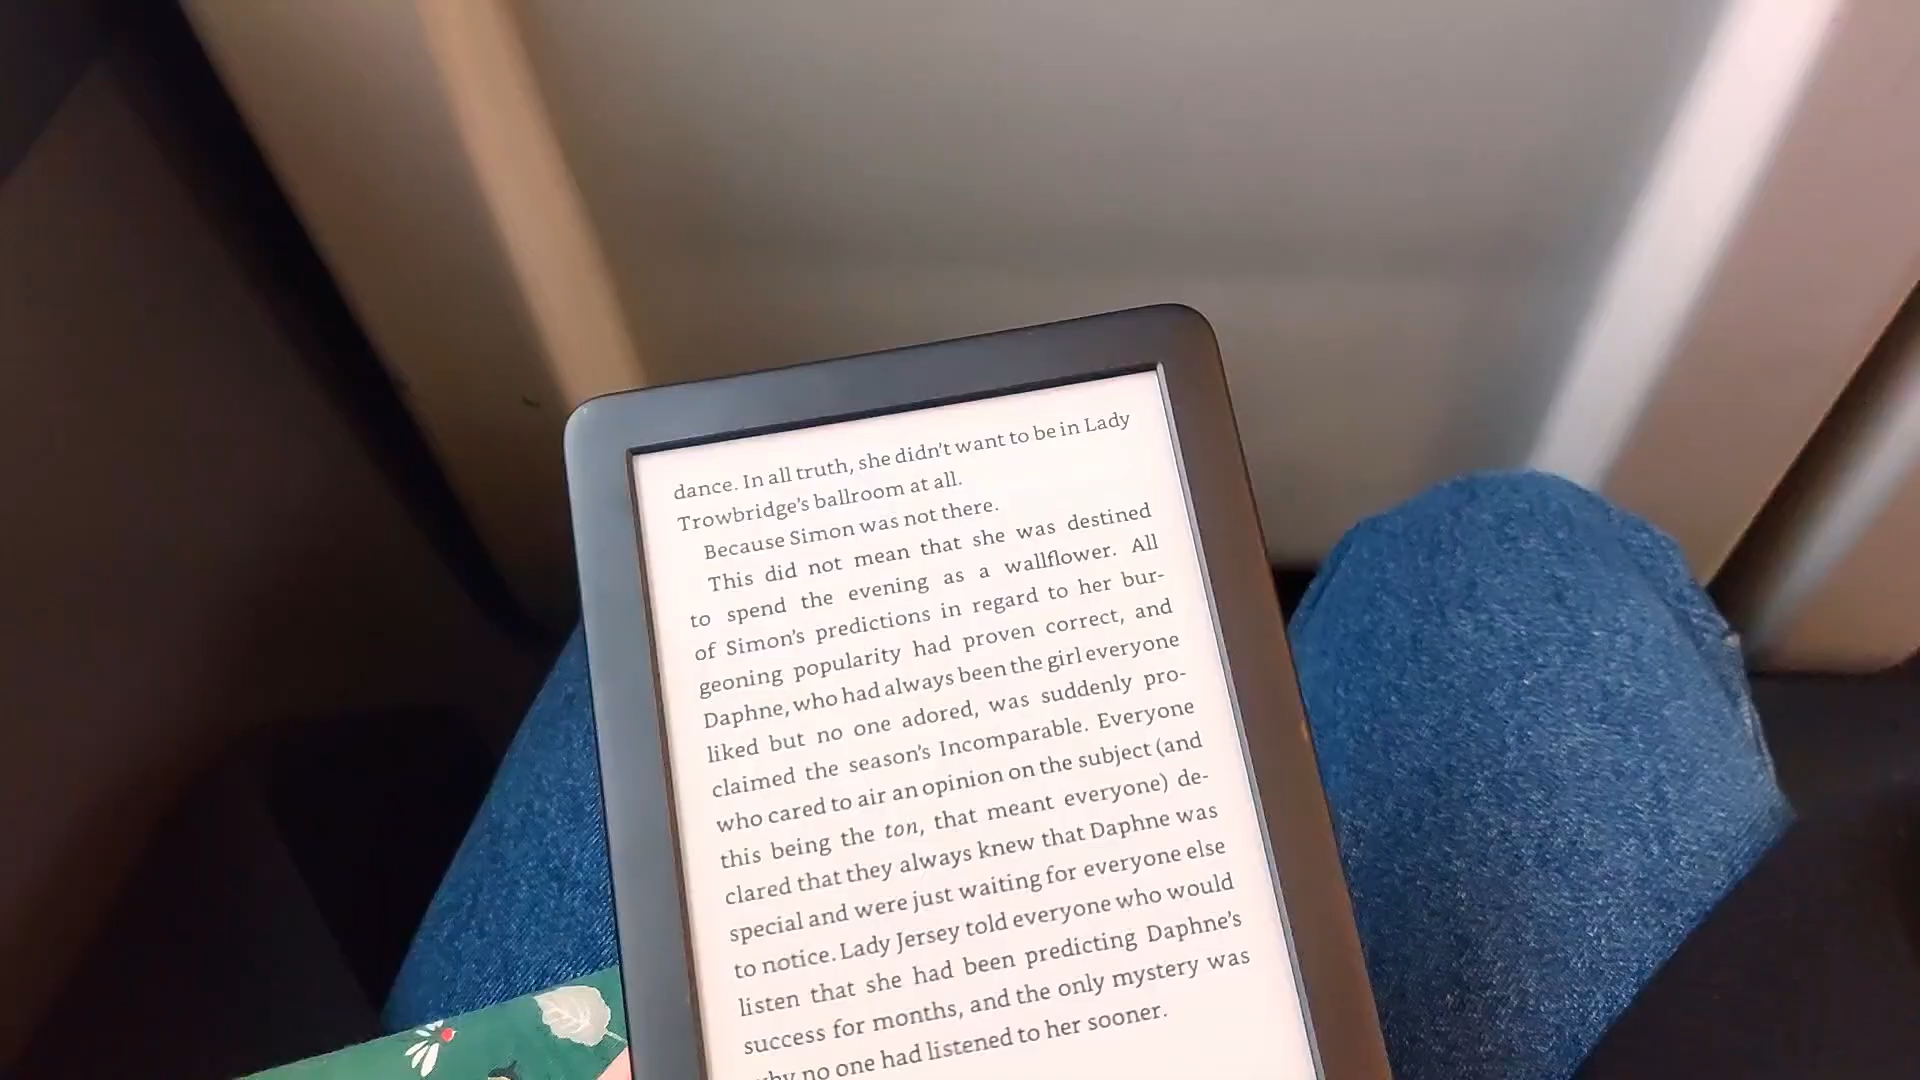 dance. In all truth, she didn't want to be in Lady
Trowbridge's ballroom at all.
Because Simon was not there.
This did not mean that she was destined
to spend the evening as a wallflower. All
of Simon's predictions in regard to her bur-
geoning popularity had proven correct, and
Daphne, who had always been the girl everyone
liked but no one adored, was suddenly pro-
claimed the season's Incomparable. Everyone
who cared to air an opinion on the subject (and
this being the ton, that meant everyone) de-
clared that they always knew that Daphne was
special and were just waiting for everyone else
to notice. Lady Jersey told everyone who would
listen that she had been predicting Daphne's
success for months, and the only mystery was
why no one had listened to her sooner.